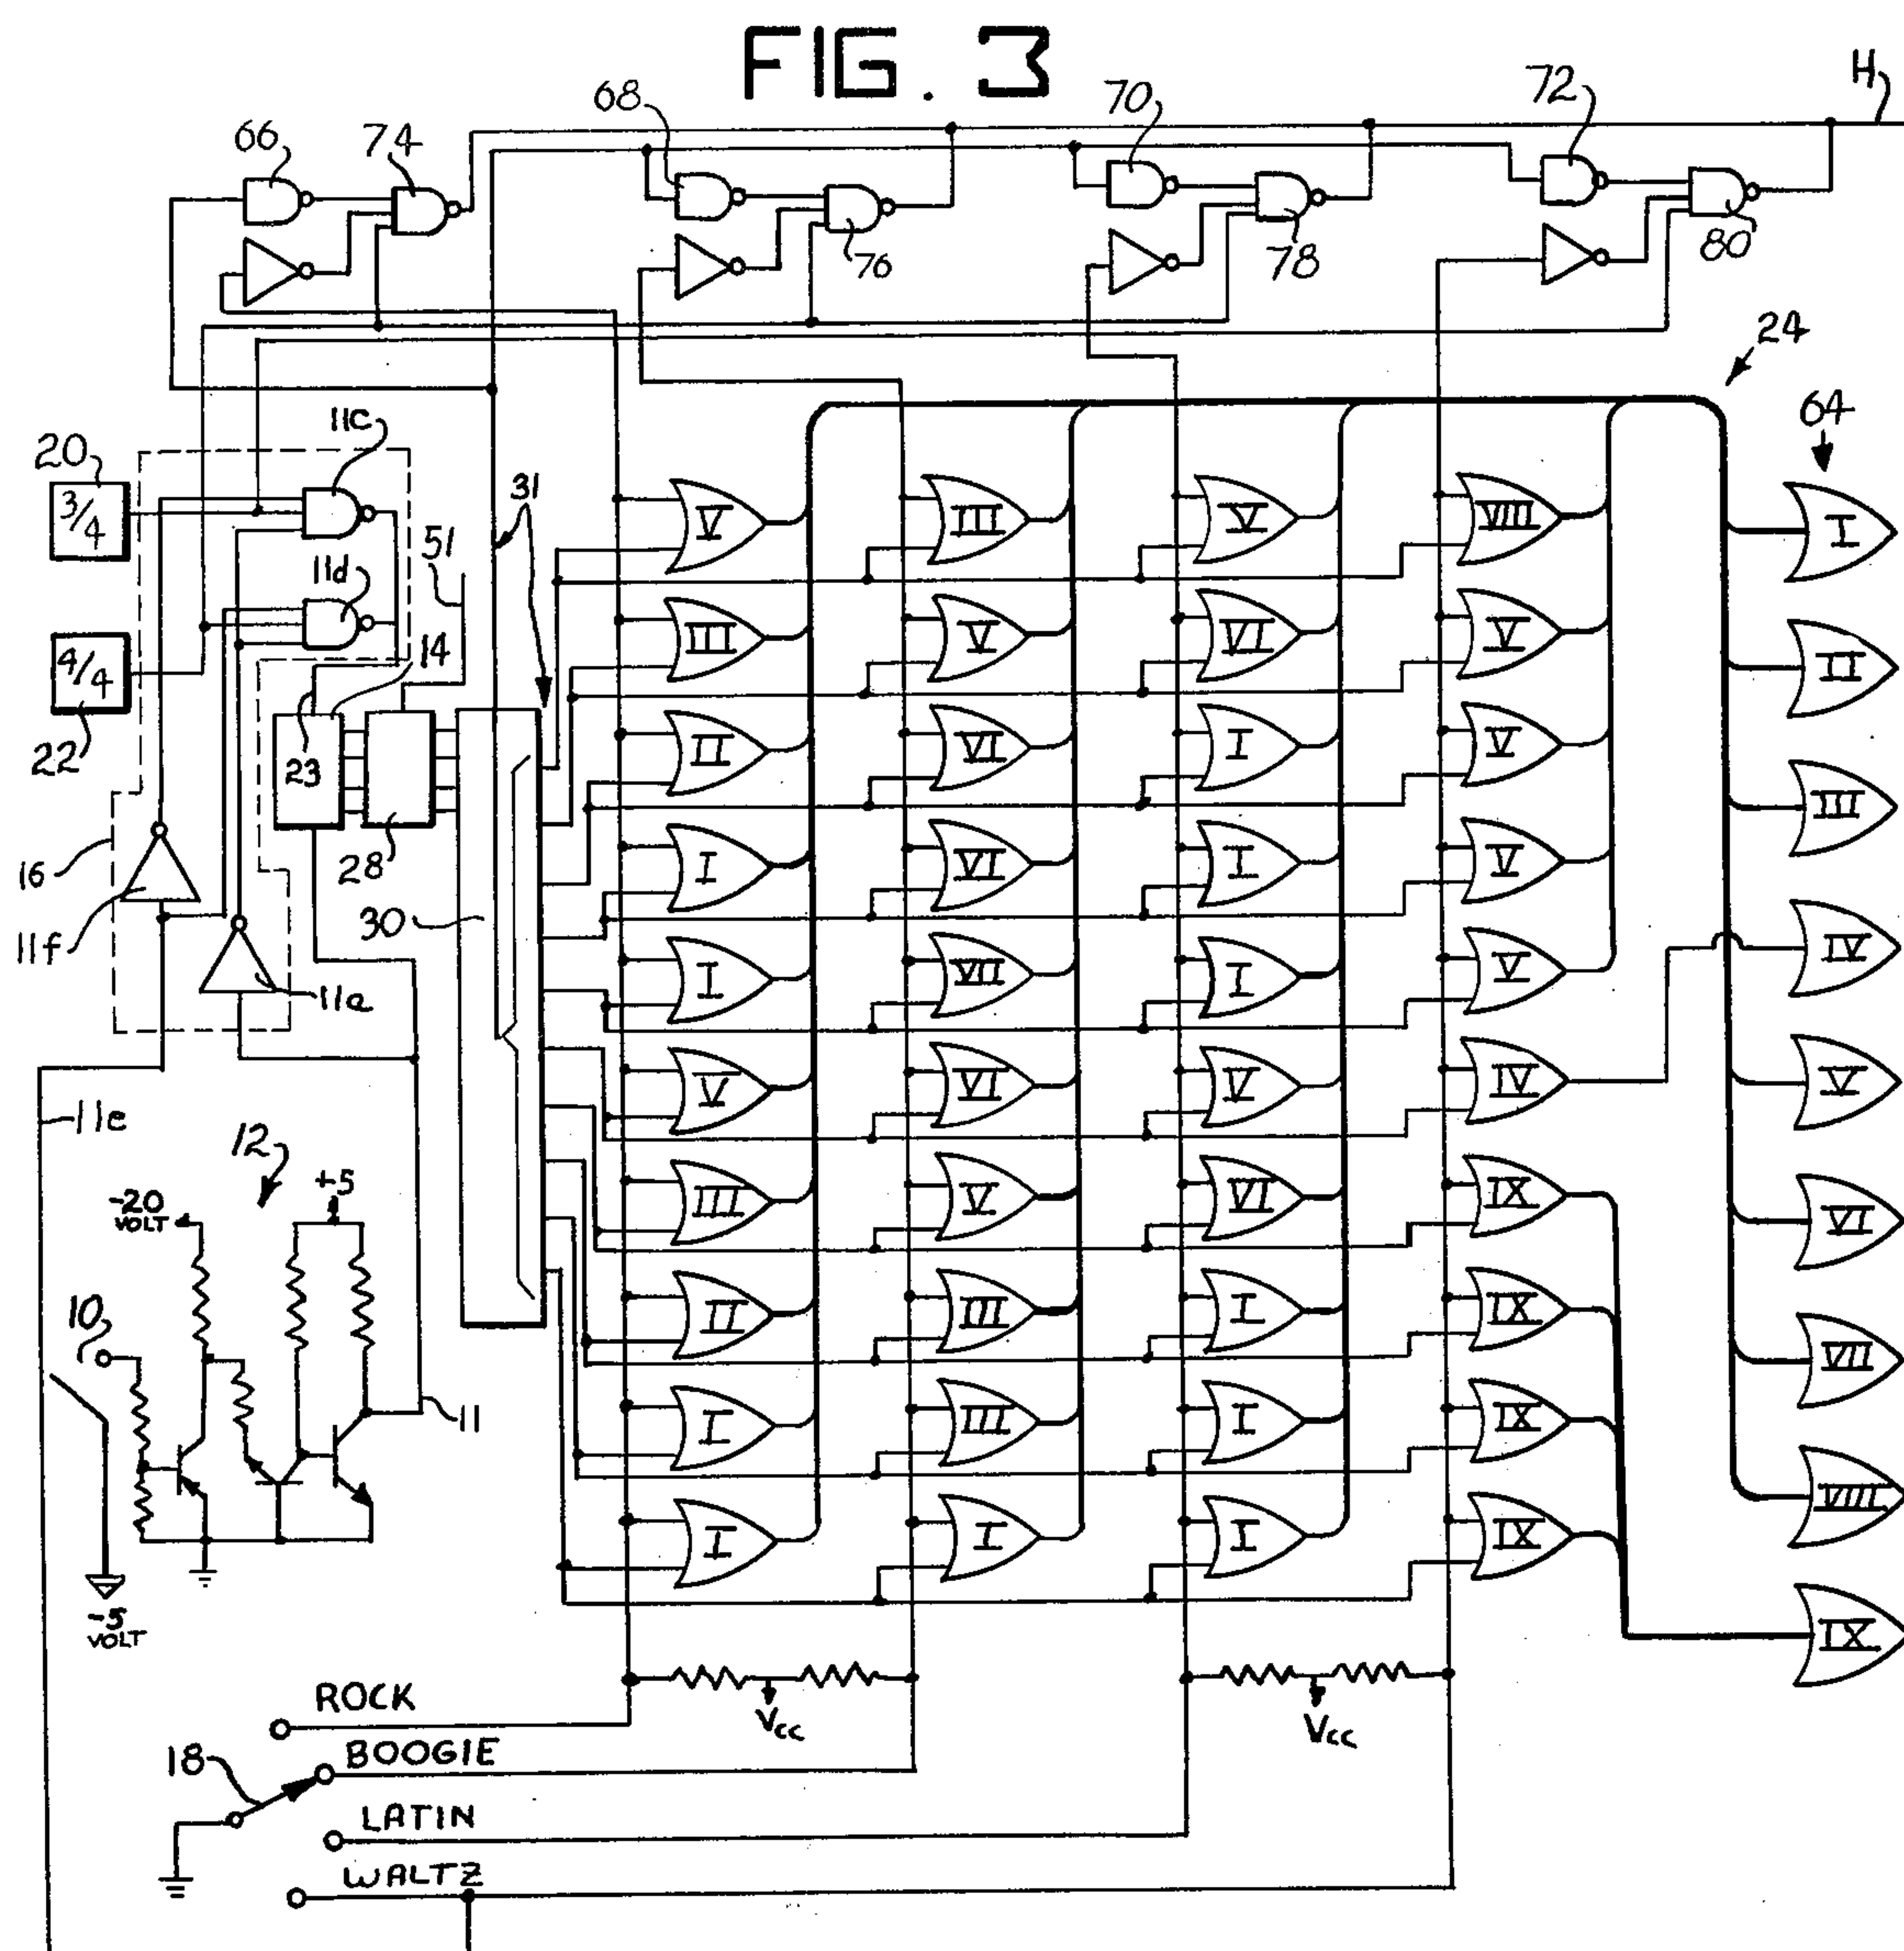 FIG. 3
H
66
74
68
76
70
78
72
80
24
64
20
3/4
11c
11d
51
31
14
4/4
22
23
28
16
11f
11a
30
11e
12
-20
VOLT
+5
10
11
-5
VOLT
V III V VIII I
III V VI V II
II VI I V III
I VI I V IV
I VII I V V
V VI V IV VI
III V VI IX VII
II III I IX VIII
I III I IX IX
I I I IX
Vcc
Vcc
ROCK
BOOGIE
18
LATIN
WALTZ